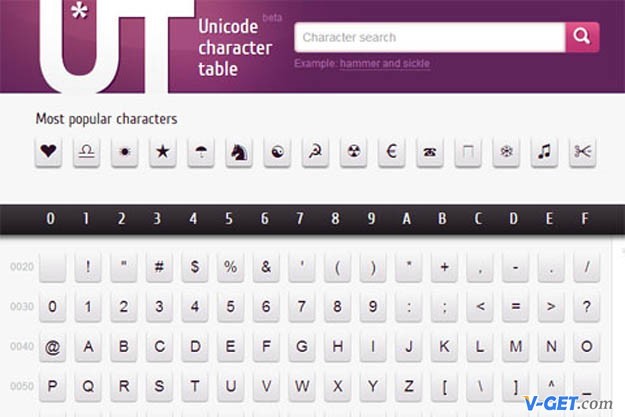 UT
*
Unicode
character
table
beta
Character search
Example: hammer and sickle
Most popular characters
❤ ♎ ☀ ★ ☂ ♞ ☯ ☭ ☢ € ☎ ❄ ♫ ✄
0 1 2 3 4 5 6 7 8 9 A B C D E F
0020 ! " # $ % & ' ( ) * + , - . /
0030 0 1 2 3 4 5 6 7 8 9 : ; < = > ?
0040 @ A B C D E F G H I J K L M N O
0050 P Q R S T U V W X Y Z [ \ ] ^ _
V-GET.com